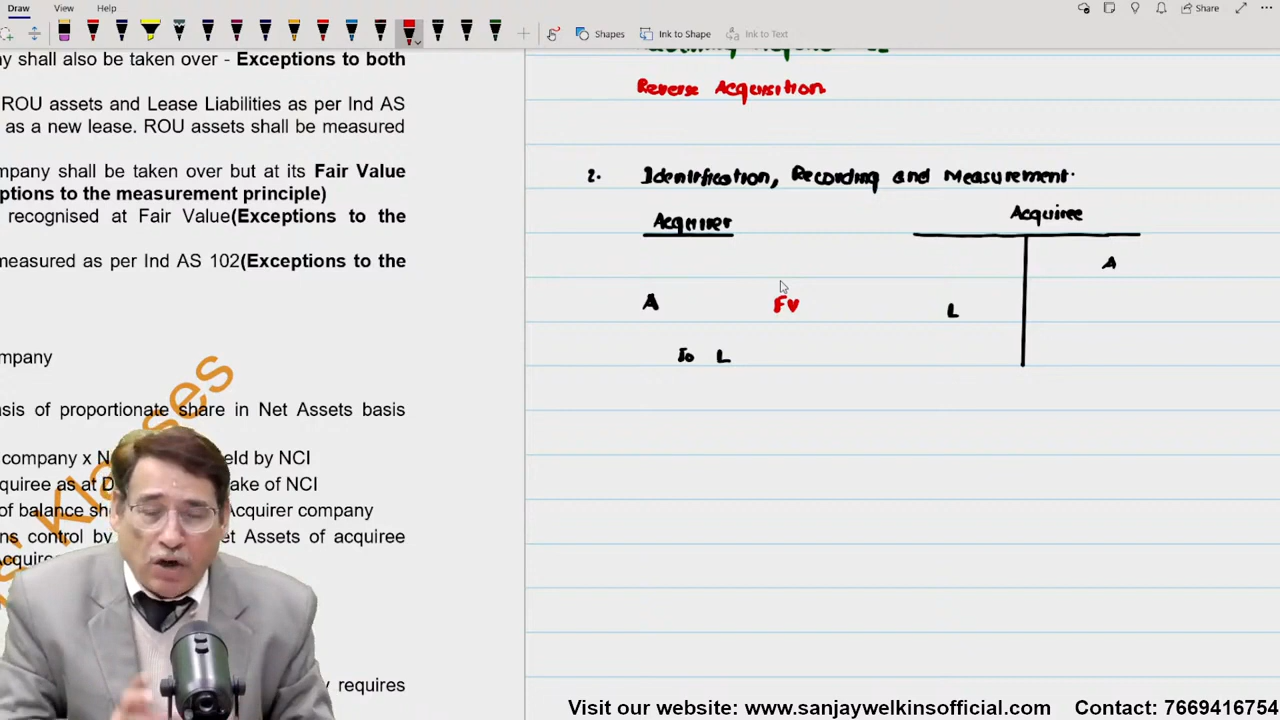 Draw View Help
Share
Shapes Ink to Shape Ink to Text
y shall also be taken over - Exceptions to both
ROU assets and Lease Liabilities as per Ind AS
as a new lease. ROU assets shall be measured
mpany shall be taken over but at its Fair Value
ptions to the measurement principle)
recognised at Fair Value(Exceptions to the
measured as per Ind AS 102(Exceptions to the
ompany
asis of proportionate share in Net Assets basis
company x N eld by NCI
quiree as at D take of NCI
of balance sh Acquirer company
ns control by et Assets of acquiree
Acquire
y requires
Klasses
Reverse Acquisition
2. Identification, Recording and Measurement.
Acquirer Acquiree
A
A FV L
To L
Visit our website: www.sanjaywelkinsofficial.com Contact: 7669416754